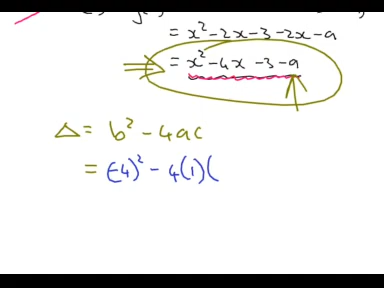 = x² - 2x - 3 - 2x - a
= x² - 4x - 3 - a
Δ = b² - 4ac
= (-4)² - 4(1)(